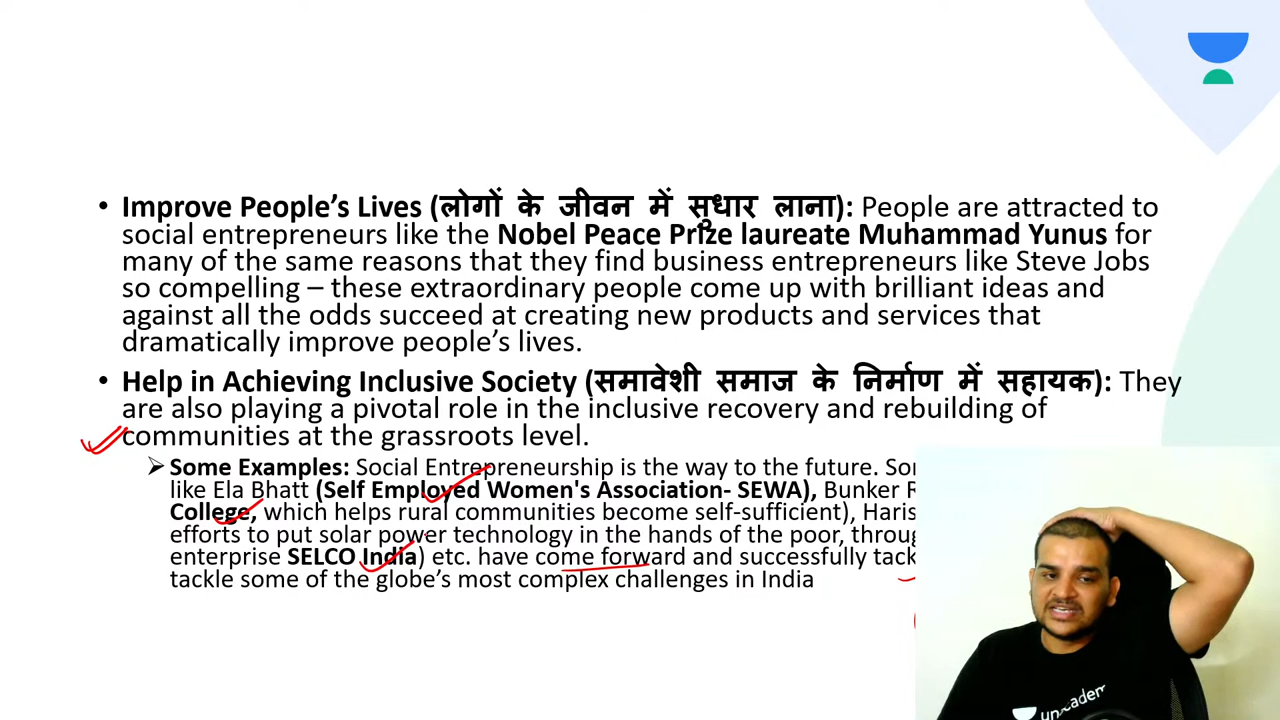 • Improve People’s Lives (लोगों के जीवन में सुधार लाना): People are attracted to
social entrepreneurs like the Nobel Peace Prize laureate Muhammad Yunus for
many of the same reasons that they find business entrepreneurs like Steve Jobs
so compelling – these extraordinary people come up with brilliant ideas and
against all the odds succeed at creating new products and services that
dramatically improve people’s lives.
• Help in Achieving Inclusive Society (समावेशी समाज के निर्माण में सहायक): They
are also playing a pivotal role in the inclusive recovery and rebuilding of
communities at the grassroots level.
➢ Some Examples: Social Entrepreneurship is the way to the future.
like Ela Bhatt (Self Employed Women's Association- SEWA), Bunker
College, which helps rural communities become self-sufficient),
efforts to put solar power technology in the hands of the poor,
enterprise SELCO India) etc. have come forward and successfully
tackle some of the globe’s most complex challenges in India
unacademy